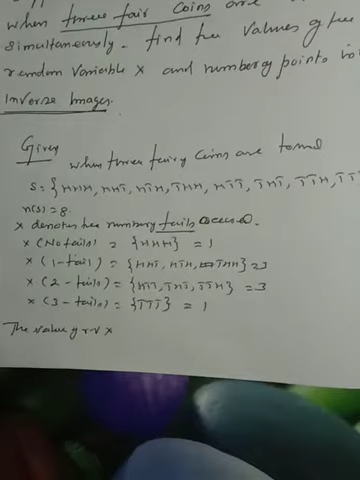 When three fair coins are
simultaneously. find the values of the
random variable X and number of points in
Inverse Images.
Given when three fairy coins are tossed
S = {HHH, HHT, HTH, THH, HTT, THT, TTH, TT
n(s) = 8.
X denotes the number of tails occurred.
X (No tails) = {HHH} = 1
X (1-tail) = {HHT, HTH, THH} = 3
X (2-tails) = {HTT, THT, TTH} = 3
X (3-tails) = {TTT} = 1
The value of r.v X